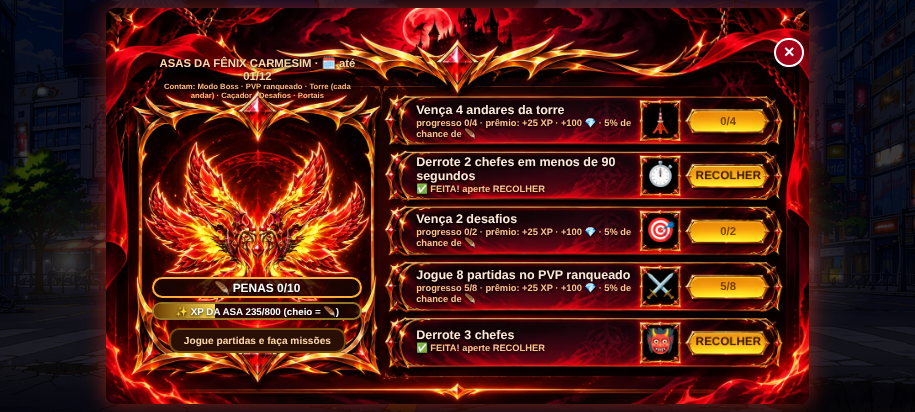 ASAS DA FÊNIX CARMESIM · 🗓️ até
01/12
Contam: Modo Boss · PVP ranqueado · Torre (cada
andar) · Caçador · Desafios · Portais
🪶 PENAS 0/10
✨ XP DA ASA 235/800 (cheio = 🪶)
Jogue partidas e faça missões
Vença 4 andares da torre
progresso 0/4 · prêmio: +25 XP · +100 💎 · 5% de
chance de 🪶
0/4
Derrote 2 chefes em menos de 90
segundos
✅ FEITA! aperte RECOLHER
RECOLHER
Vença 2 desafios
progresso 0/2 · prêmio: +25 XP · +100 💎 · 5% de
chance de 🪶
0/2
Jogue 8 partidas no PVP ranqueado
progresso 5/8 · prêmio: +25 XP · +100 💎 · 5% de
chance de 🪶
5/8
Derrote 3 chefes
✅ FEITA! aperte RECOLHER
RECOLHER